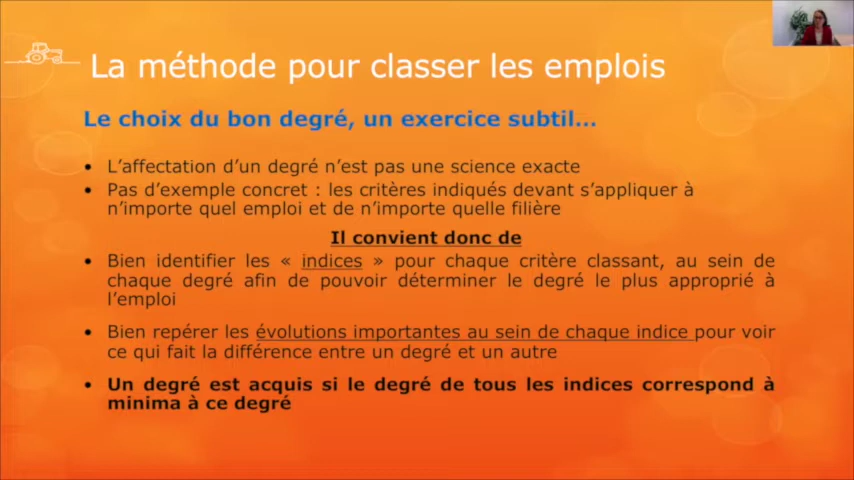 La méthode pour classer les emplois
Le choix du bon degré, un exercice subtil...
• L'affectation d'un degré n'est pas une science exacte
• Pas d'exemple concret : les critères indiqués devant s'appliquer à
n'importe quel emploi et de n'importe quelle filière
Il convient donc de
• Bien identifier les « indices » pour chaque critère classant, au sein de
chaque degré afin de pouvoir déterminer le degré le plus approprié à
l'emploi
• Bien repérer les évolutions importantes au sein de chaque indice pour voir
ce qui fait la différence entre un degré et un autre
• Un degré est acquis si le degré de tous les indices correspond à
minima à ce degré